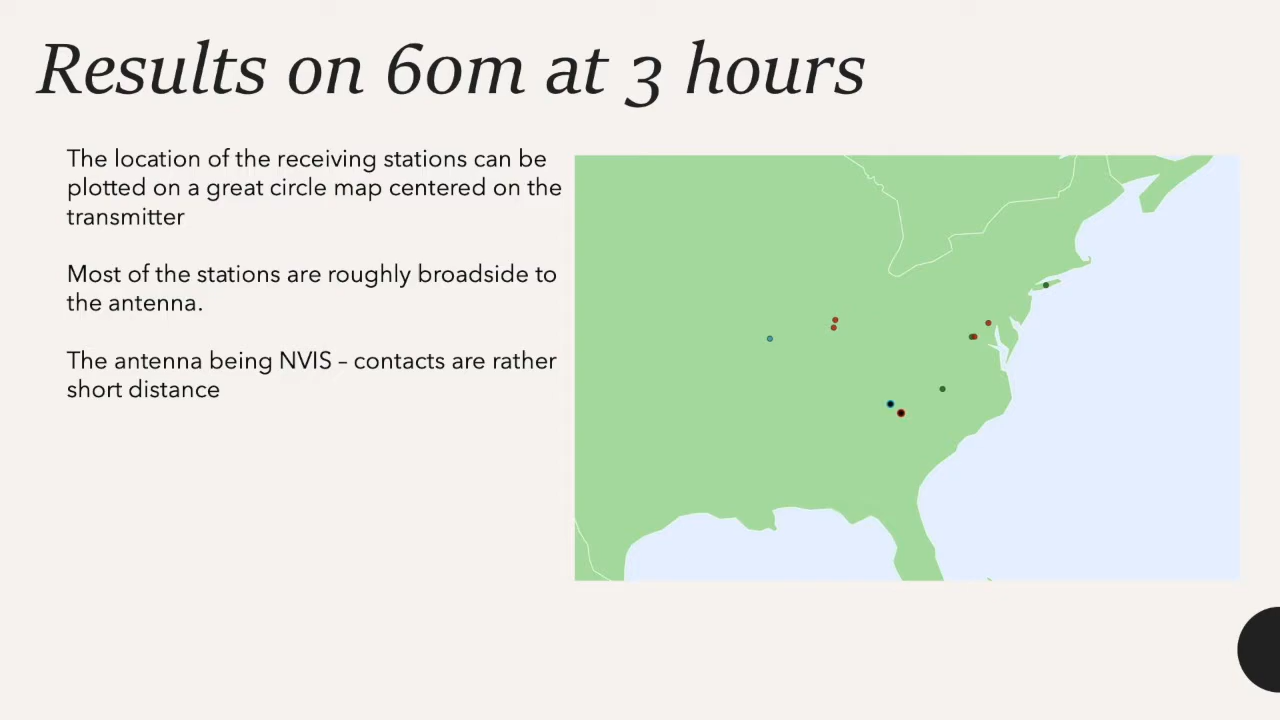 Results on 60m at 3 hours
The location of the receiving stations can be
plotted on a great circle map centered on the
transmitter
Most of the stations are roughly broadside to
the antenna.
The antenna being NVIS – contacts are rather
short distance